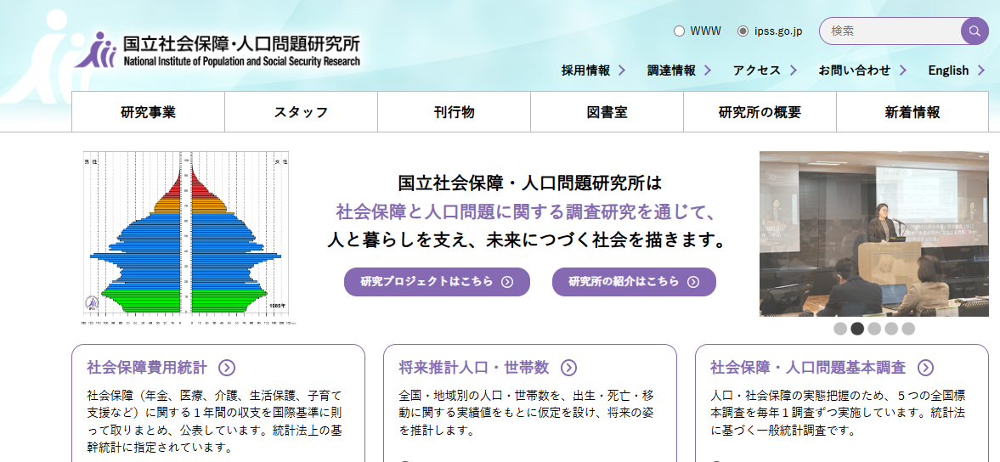 国立社会保障・人口問題研究所
National Institute of Population and Social Security Research
WWW
ipss.go.jp
検索
採用情報
調達情報
アクセス
お問い合わせ
English
研究事業
スタッフ
刊行物
図書室
研究所の概要
新着情報
男 性
女 性
1985年
国立社会保障・人口問題研究所は
社会保障と人口問題に関する調査研究を通じて、
人と暮らしを支え、未来につづく社会を描きます。
研究プロジェクトはこちら
研究所の紹介はこちら
社会保障費用統計
社会保障（年金、医療、介護、生活保護、子育て
支援など）に関する１年間の収支を国際基準に則
って取りまとめ、公表しています。統計法上の基
幹統計に指定されています。
将来推計人口・世帯数
全国・地域別の人口・世帯数を、出生・死亡・移
動に関する実績値をもとに仮定を設け、将来の姿
を推計します。
社会保障・人口問題基本調査
人口・社会保障の実態把握のため、５つの全国標
本調査を毎年１調査ずつ実施しています。統計法
に基づく一般統計調査です。